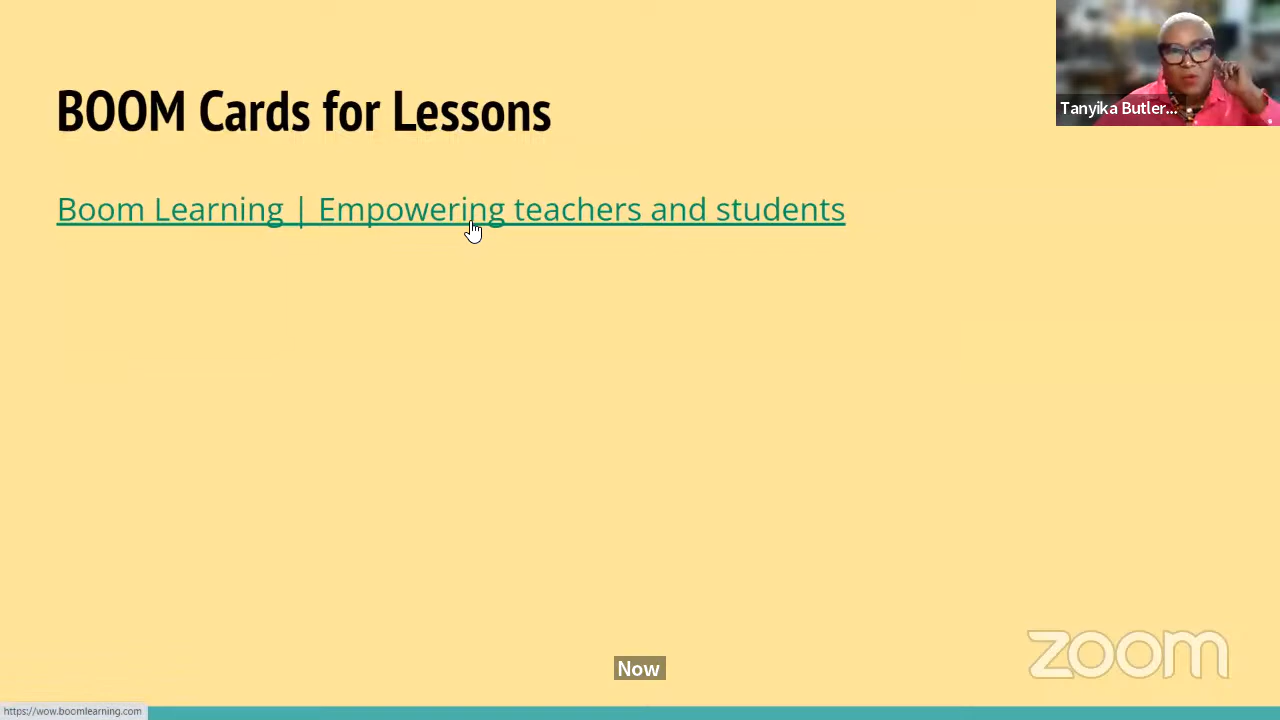 BOOM Cards for Lessons
Tanyika Butler...
Boom Learning | Empowering teachers and students
zoom
Now
https://wow.boomlearning.com